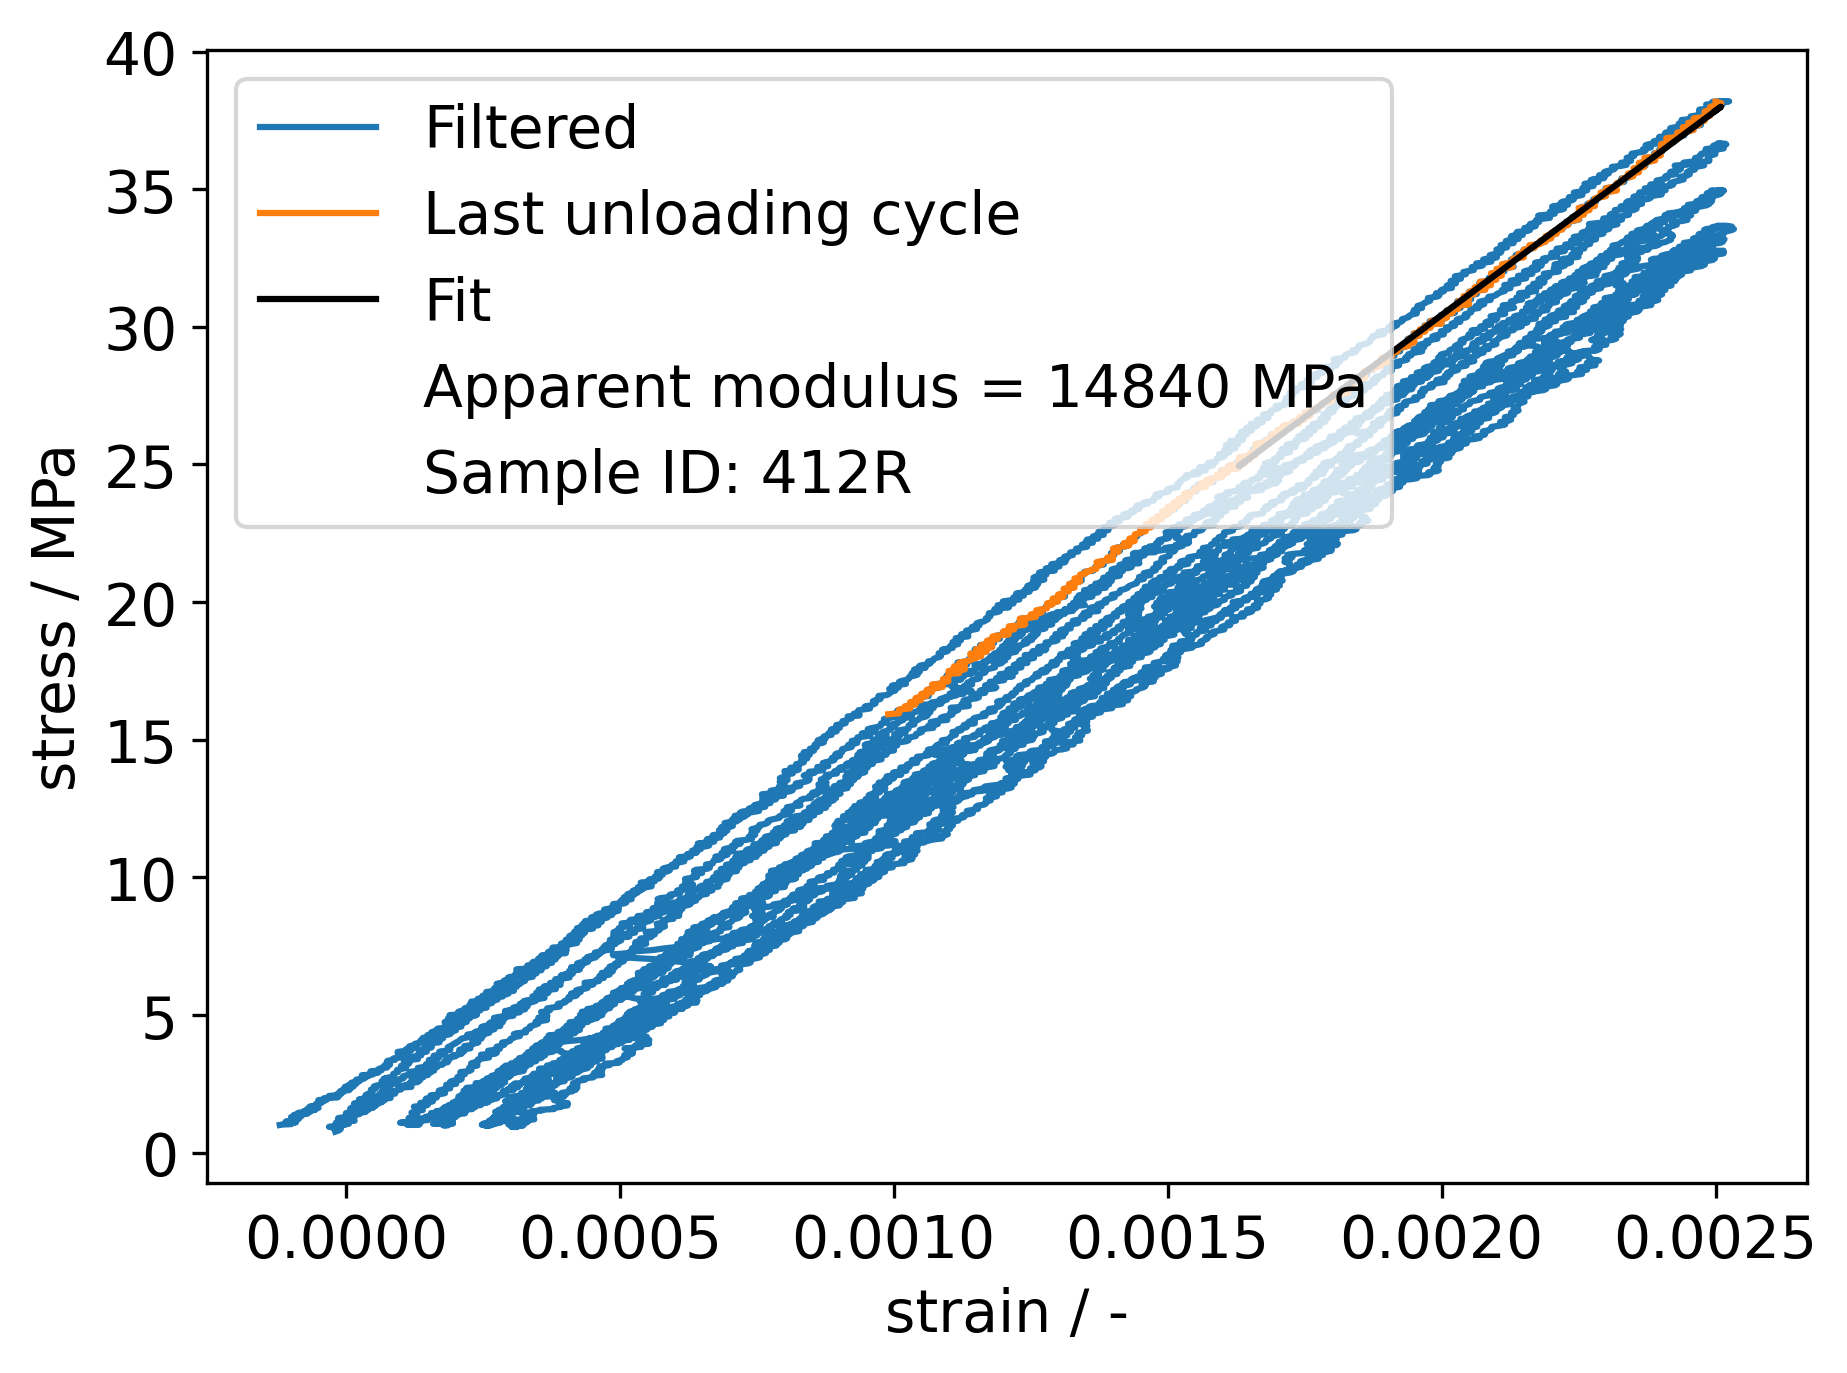 40
35
30
25
20
15
10
5
0
stress / MPa
Filtered
Last unloading cycle
Fit
Apparent modulus = 14840 MPa
Sample ID: 412R
0.0000 0.0005 0.0010 0.0015 0.0020 0.0025
strain / -